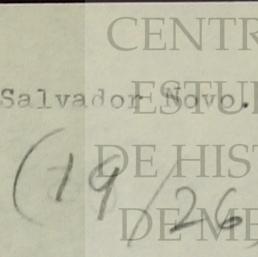 CENTR
Salvador Novo.
ESTU
DE HIST
(19/26)
DE ME